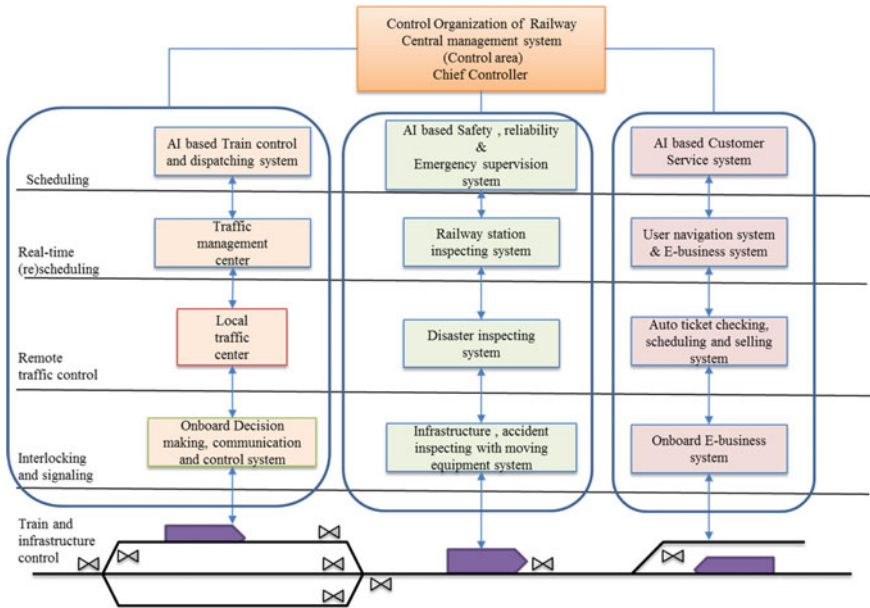 Control Organization of Railway
Central management system
(Control area)
Chief Controller
AI based Train control
and dispatching system
AI based Safety , reliability
&
Emergency supervision
system
AI based Customer
Service system
Scheduling
Traffic
management
center
Railway station
inspecting system
User navigation system
& E-business system
Real-time
(re)scheduling
Local
traffic
center
Disaster inspecting
system
Auto ticket checking,
scheduling and selling
system
Remote
traffic control
Onboard Decision
making, communication
and control system
Infrastructure , accident
inspecting with moving
equipment system
Onboard E-business
system
Interlocking
and signaling
Train and
infrastructure
control